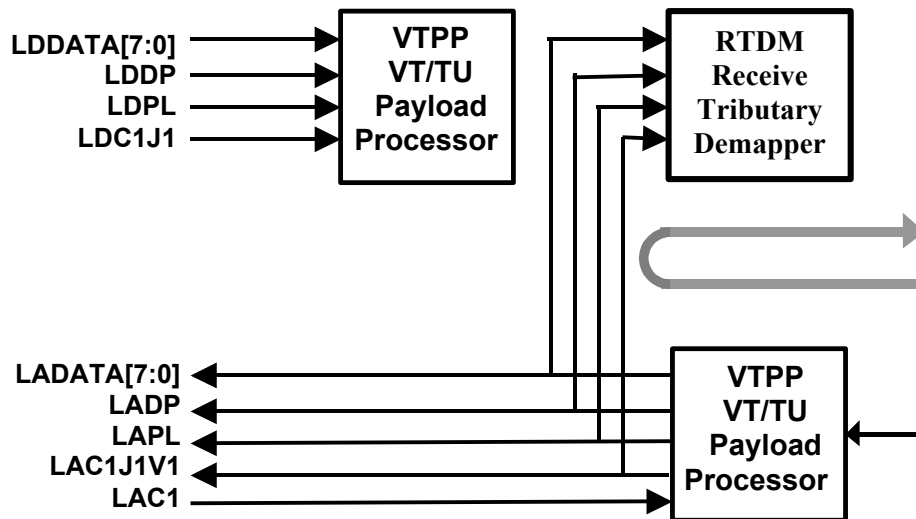 LDDATA[7:0]
LDDP
LDPL
LDC1J1
VTPP
VT/TU
Payload
Processor
RTDM
Receive
Tributary
Demapper
LADATA[7:0]
LADP
LAPL
LAC1J1V1
LAC1
VTPP
VT/TU
Payload
Processor